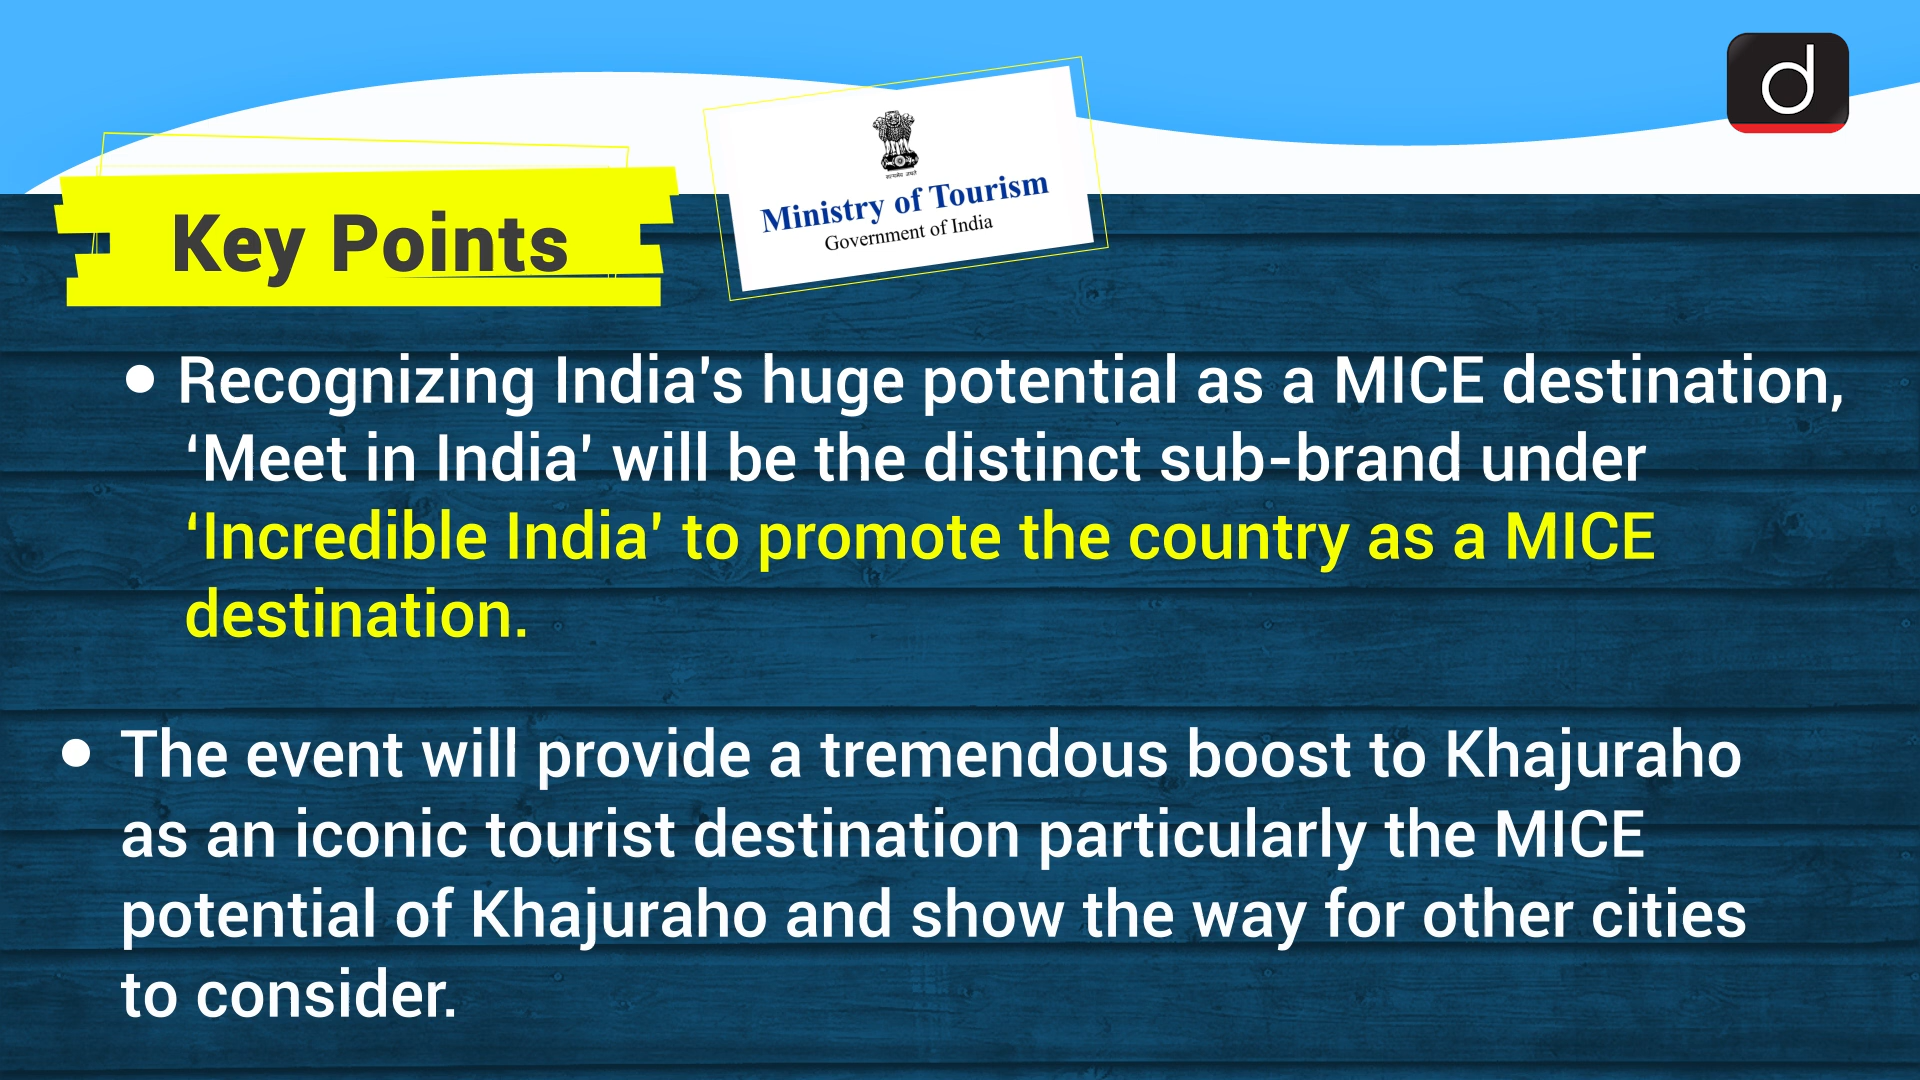 d
सत्यमेव जयते
Ministry of Tourism
Government of India
Key Points
• Recognizing India's huge potential as a MICE destination,
‘Meet in India’ will be the distinct sub-brand under
‘Incredible India’ to promote the country as a MICE
destination.
• The event will provide a tremendous boost to Khajuraho
as an iconic tourist destination particularly the MICE
potential of Khajuraho and show the way for other cities
to consider.